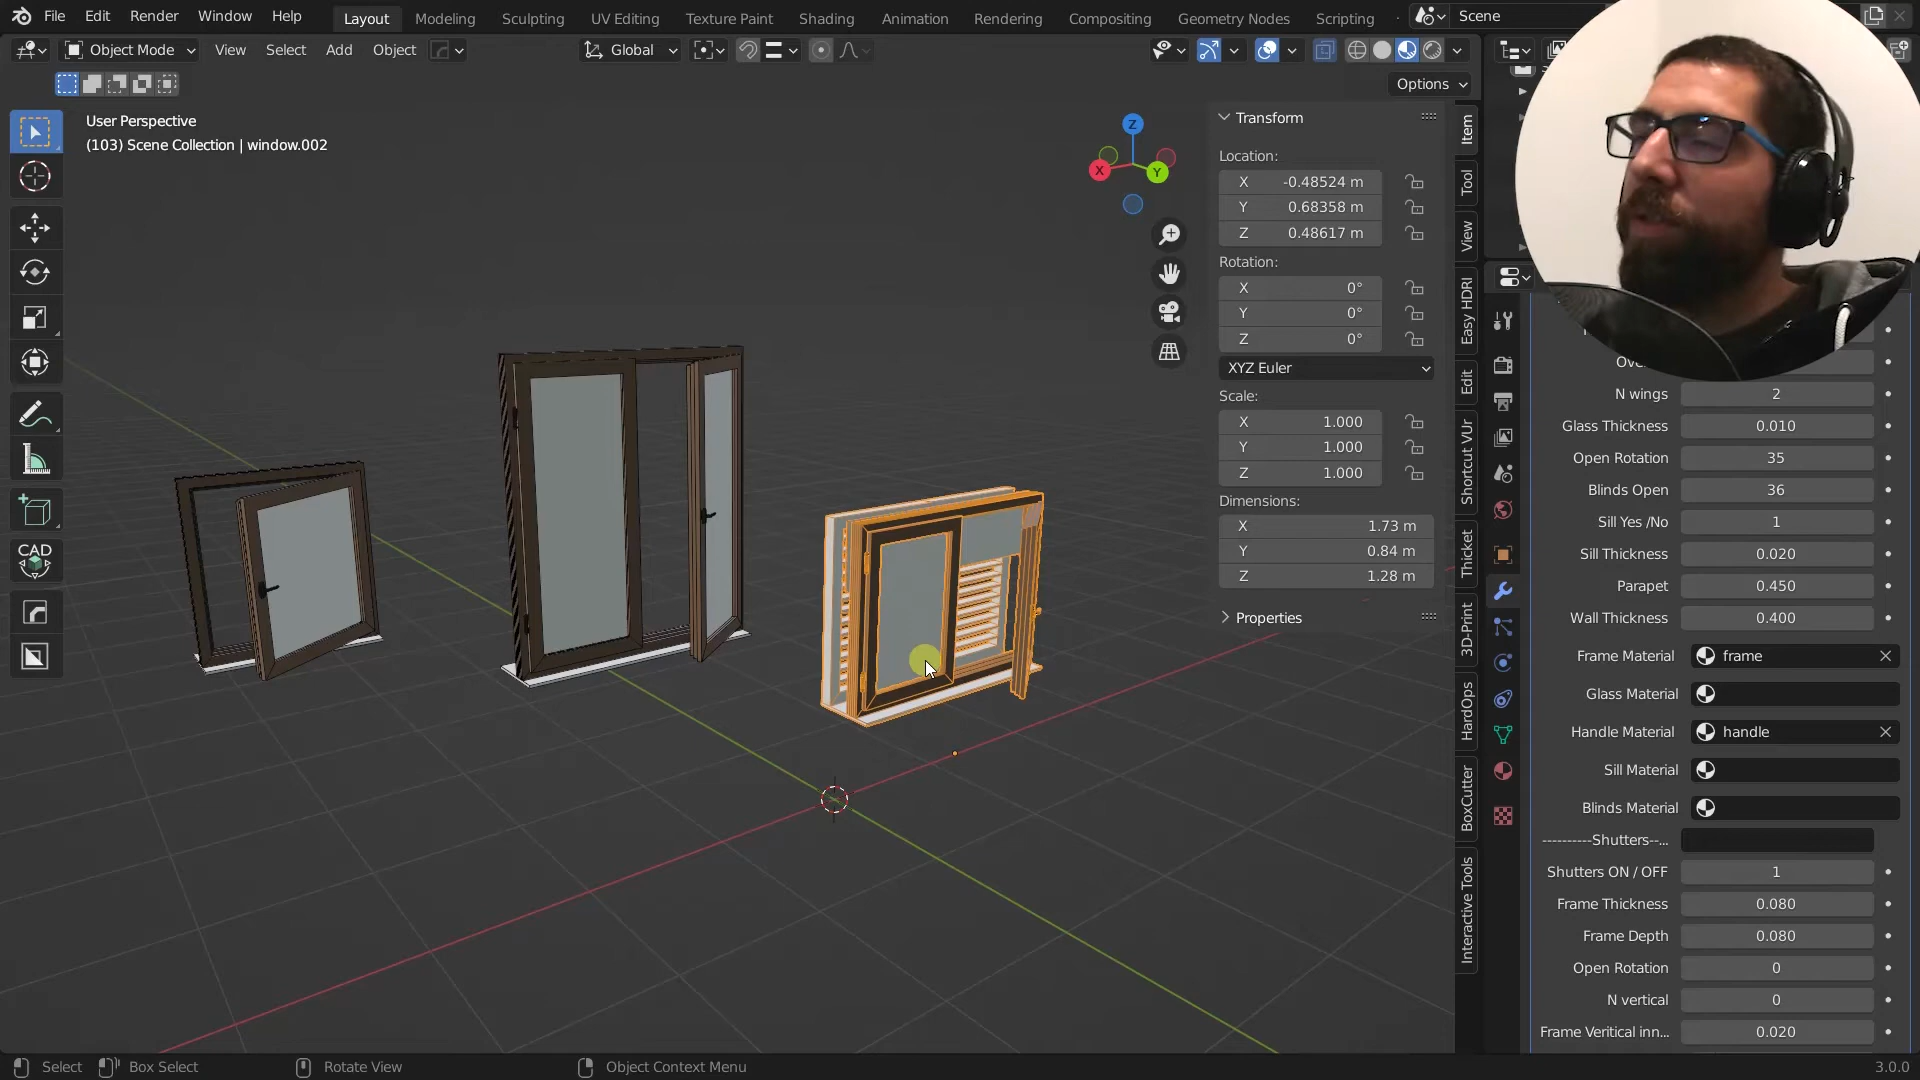 File Edit Render Window Help Layout Modeling Sculpting UV Editing Texture Paint Shading Animation Rendering Compositing Geometry Nodes Scripting Scene
Object Mode View Select Add Object Global
Options
User Perspective
(103) Scene Collection | window.002
Z
X
Y
CAD
Transform
Location:
X -0.48524 m
Y 0.68358 m
Z 0.48617 m
Rotation:
X 0°
Y 0°
Z 0°
XYZ Euler
Scale:
X 1.000
Y 1.000
Z 1.000
Dimensions:
X 1.73 m
Y 0.84 m
Z 1.28 m
Properties
Item
Tool
View
Easy HDRI
Edit
Shortcut VUr
Thicket
3D-Print
HardOps
BoxCutter
Interactive Tools
N wings 2
Glass Thickness 0.010
Open Rotation 35
Blinds Open 36
Sill Yes /No 1
Sill Thickness 0.020
Parapet 0.450
Wall Thickness 0.400
Frame Material frame
Glass Material
Handle Material handle
Sill Material
Blinds Material
----------Shutters--...
Shutters ON / OFF 1
Frame Thickness 0.080
Frame Depth 0.080
Open Rotation 0
N vertical 0
Frame Veritical inn... 0.020
Select Box Select Rotate View Object Context Menu 3.0.0